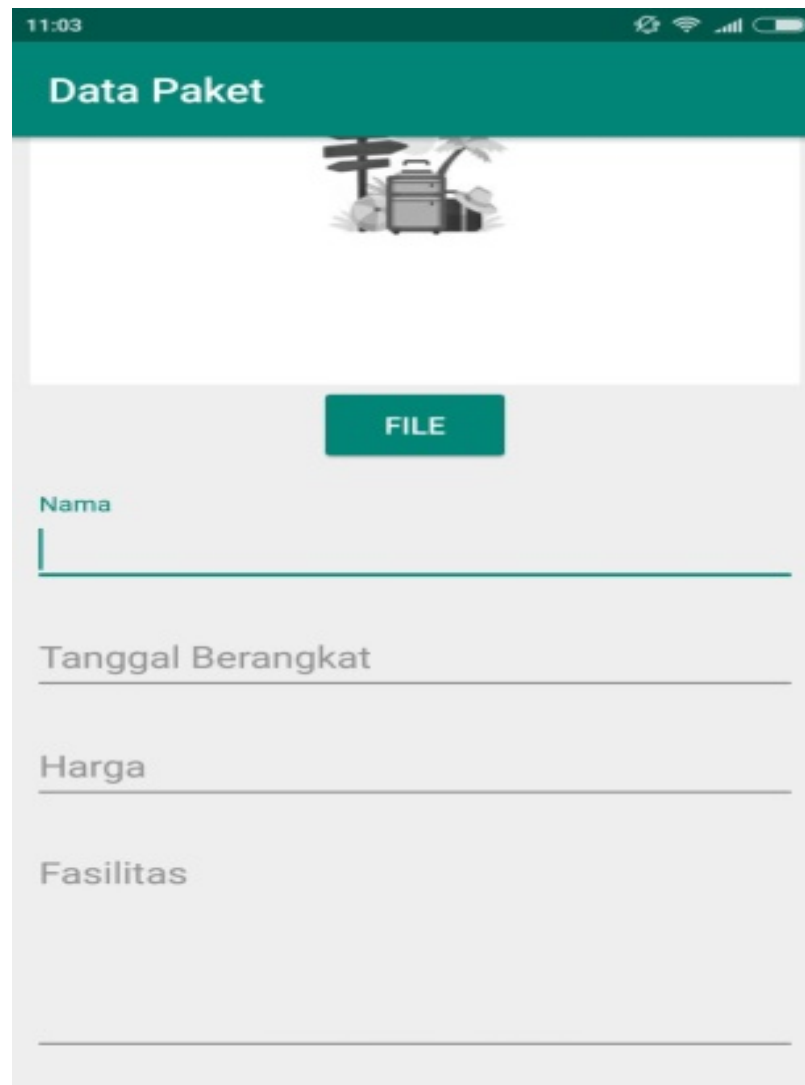 11:03
Data Paket
FILE
Nama
Tanggal Berangkat
Harga
Fasilitas